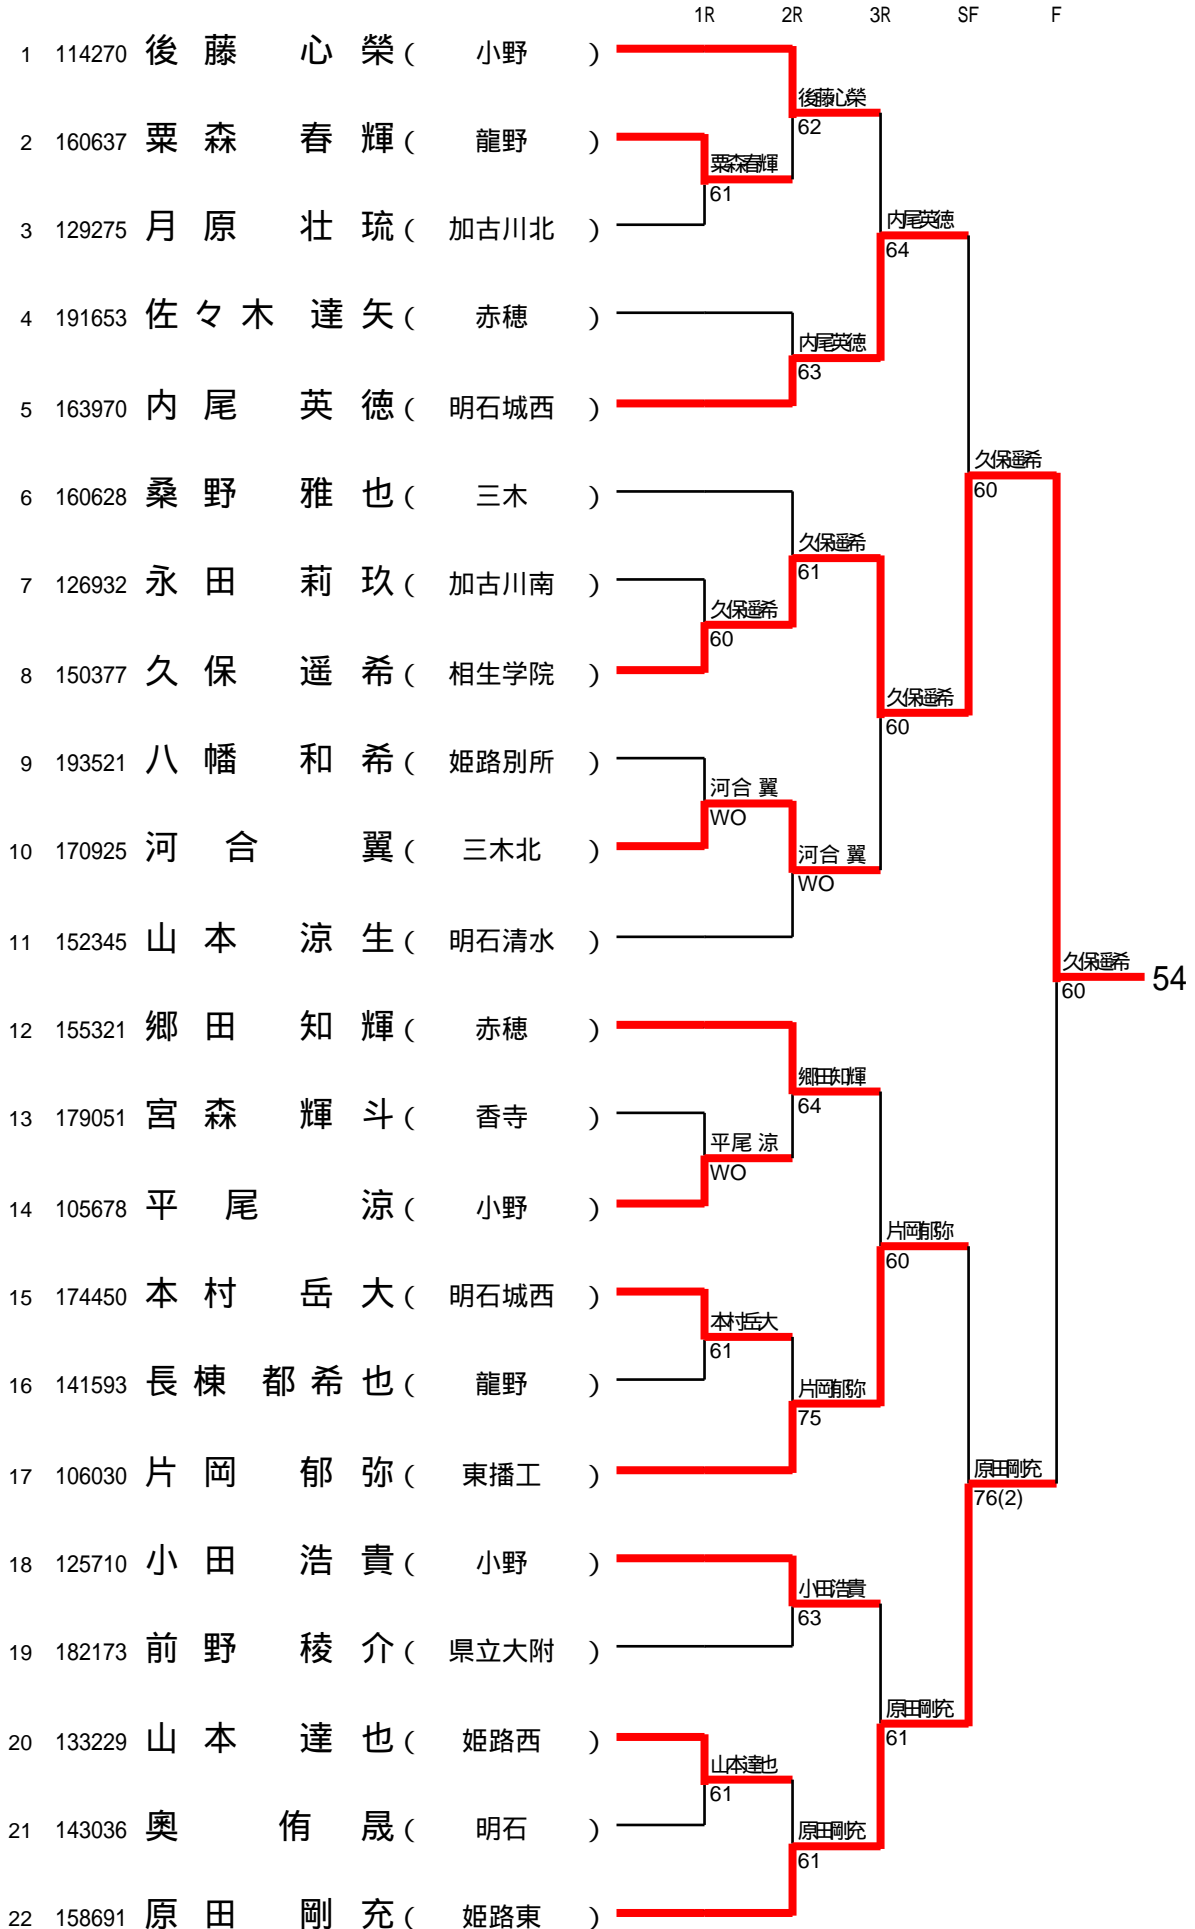 1R 2R 3R SF F
1 114270 後藤 心榮 ( 小野 )
後藤心榮
62
2 160637 粟森 春輝 ( 龍野 )
粟森春輝
61
3 129275 月原 壮琉 ( 加古川北 )
内尾英徳
64
4 191653 佐々木 達矢 ( 赤穂 )
内尾英徳
63
5 163970 内尾 英徳 ( 明石城西 )
久保遥希
60
6 160628 桑野 雅也 ( 三木 )
久保遥希
61
7 126932 永田 莉玖 ( 加古川南 )
久保遥希
60
8 150377 久保 遥希 ( 相生学院 )
久保遥希
60
9 193521 八幡 和希 ( 姫路別所 )
河合 翼
WO
10 170925 河合 翼 ( 三木北 )
河合 翼
WO
11 152345 山本 涼生 ( 明石清水 )
久保遥希
60
54
12 155321 郷田 知輝 ( 赤穂 )
郷田知輝
64
13 179051 宮森 輝斗 ( 香寺 )
平尾 涼
WO
14 105678 平尾 涼 ( 小野 )
片岡郁弥
60
15 174450 本村 岳大 ( 明石城西 )
本村岳大
61
16 141593 長棟 都希也 ( 龍野 )
片岡郁弥
75
17 106030 片岡 郁弥 ( 東播工 )
原田剛充
76(2)
18 125710 小田 浩貴 ( 小野 )
小田浩貴
63
19 182173 前野 稜介 ( 県立大附 )
原田剛充
61
20 133229 山本 達也 ( 姫路西 )
山本達也
61
21 143036 奥 侑晟 ( 明石 )
原田剛充
61
22 158691 原田 剛充 ( 姫路東 )